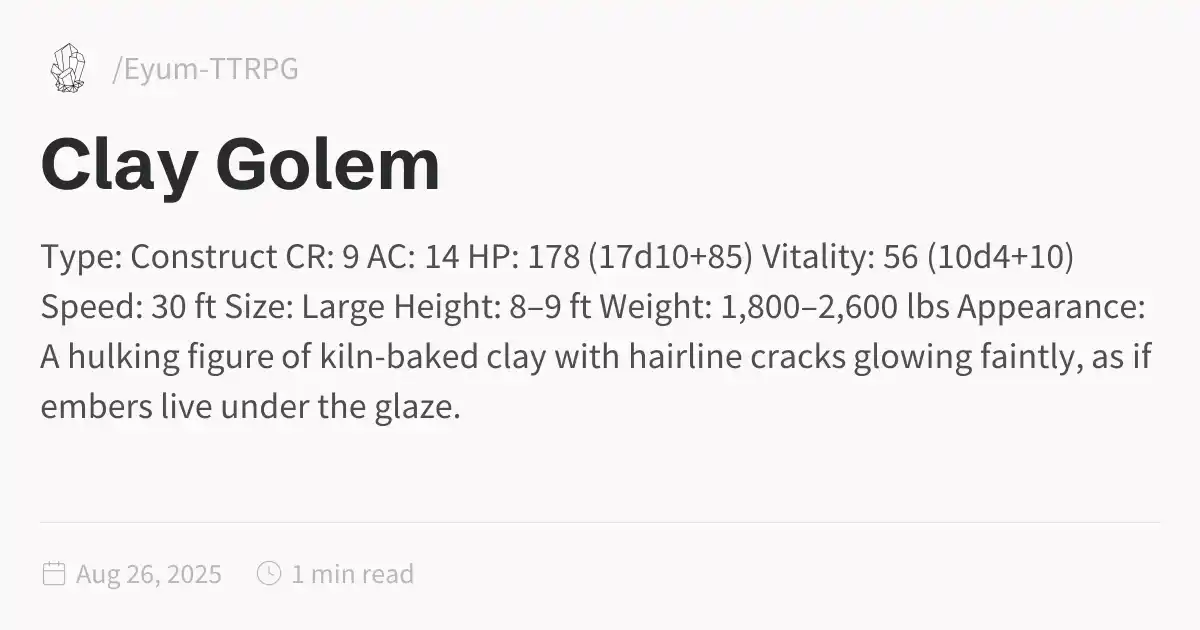 /Eyum-TTRPG
Clay Golem
Type: Construct CR: 9 AC: 14 HP: 178 (17d10+85) Vitality: 56 (10d4+10)
Speed: 30 ft Size: Large Height: 8–9 ft Weight: 1,800–2,600 lbs Appearance:
A hulking figure of kiln-baked clay with hairline cracks glowing faintly, as if
embers live under the glaze.
Aug 26, 2025 1 min read